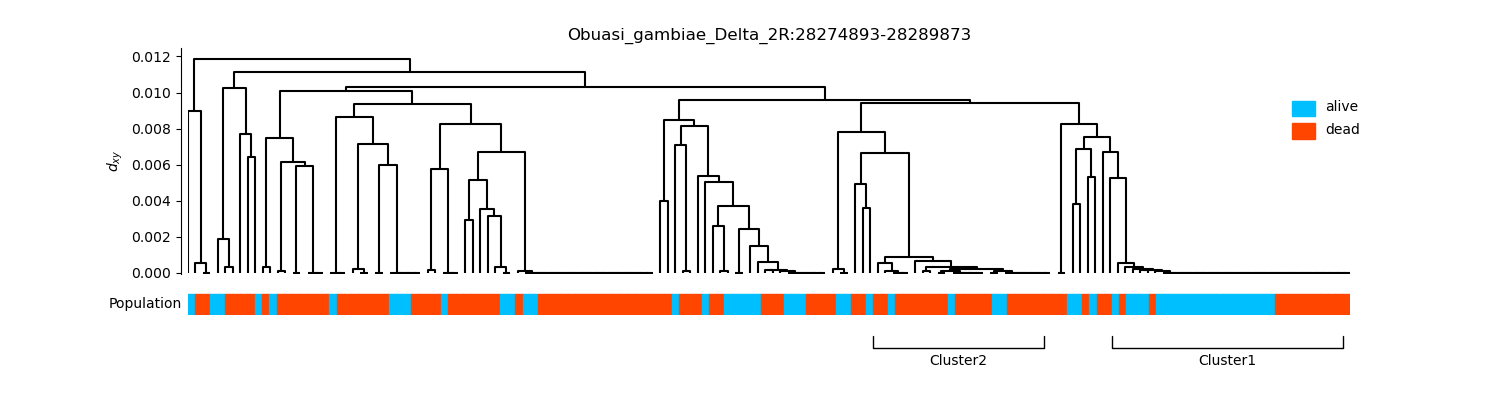 Obuasi_gambiae_Delta_2R:28274893-28289873
0.012
0.010
0.008
0.006
0.004
0.002
0.000
dxy
alive
dead
Population
Cluster2
Cluster1